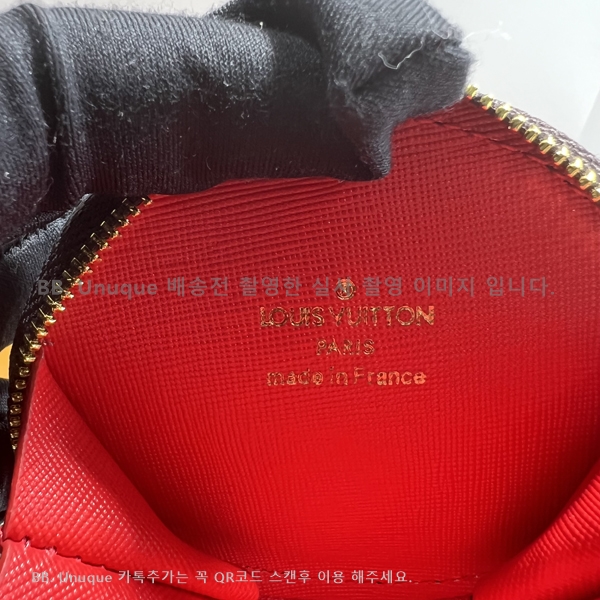 BB. Unuque 배송전 촬영한 실사 촬영 이미지 입니다.
LOUIS VUITTON
PARIS
made in France
BB. Unuque 카톡추가는 꼭 QR코드 스캔후 이용 해주세요.